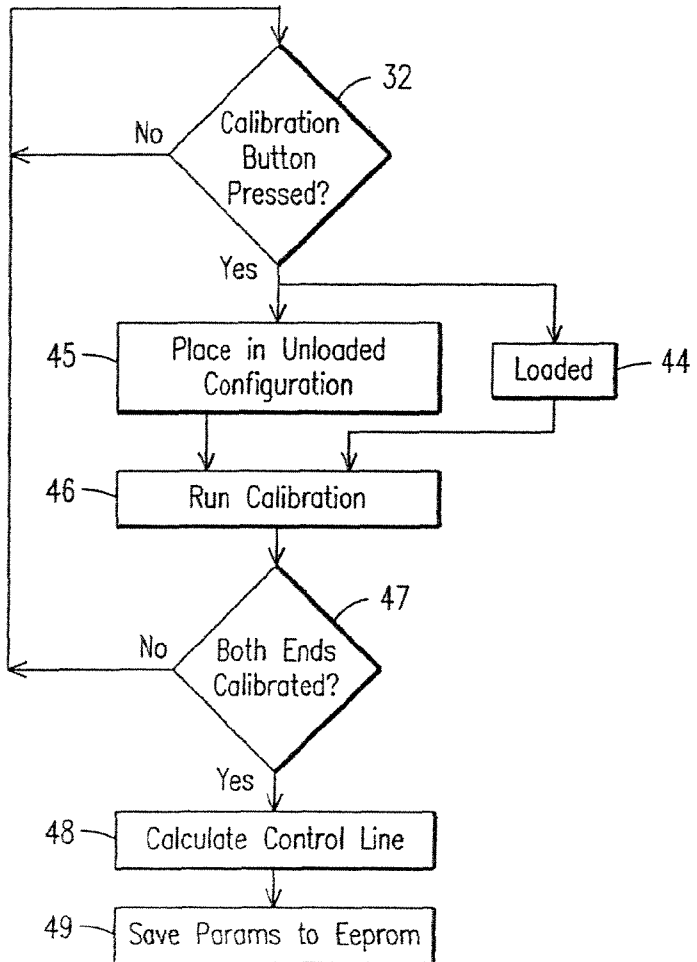 32
Calibration
Button
Pressed?
No
Yes
45
Place in Unloaded
Configuration
Loaded
44
46
Run Calibration
47
No
Both Ends
Calibrated?
Yes
48
Calculate Control Line
49
Save Params to Eeprom